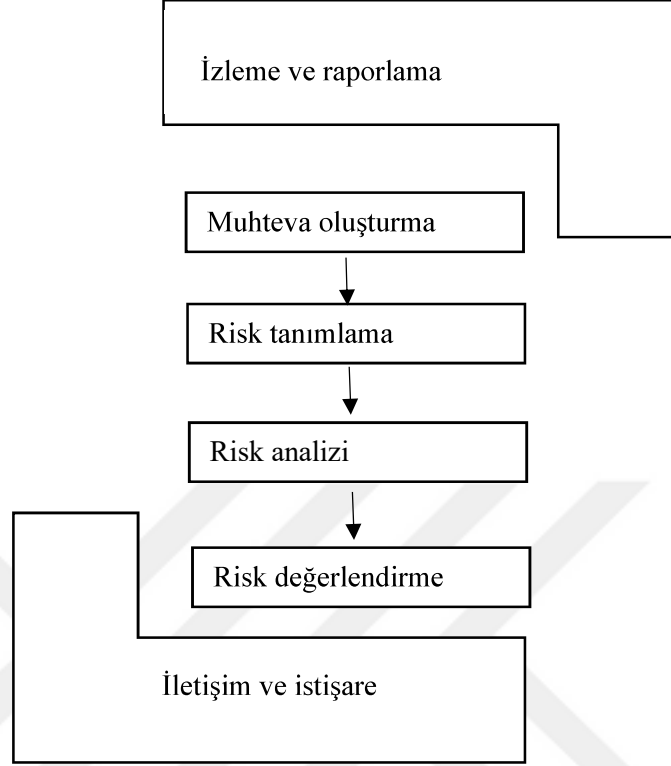 İzleme ve raporlama
Muhteva oluşturma
Risk tanımlama
Risk analizi
Risk değerlendirme
İletişim ve istişare